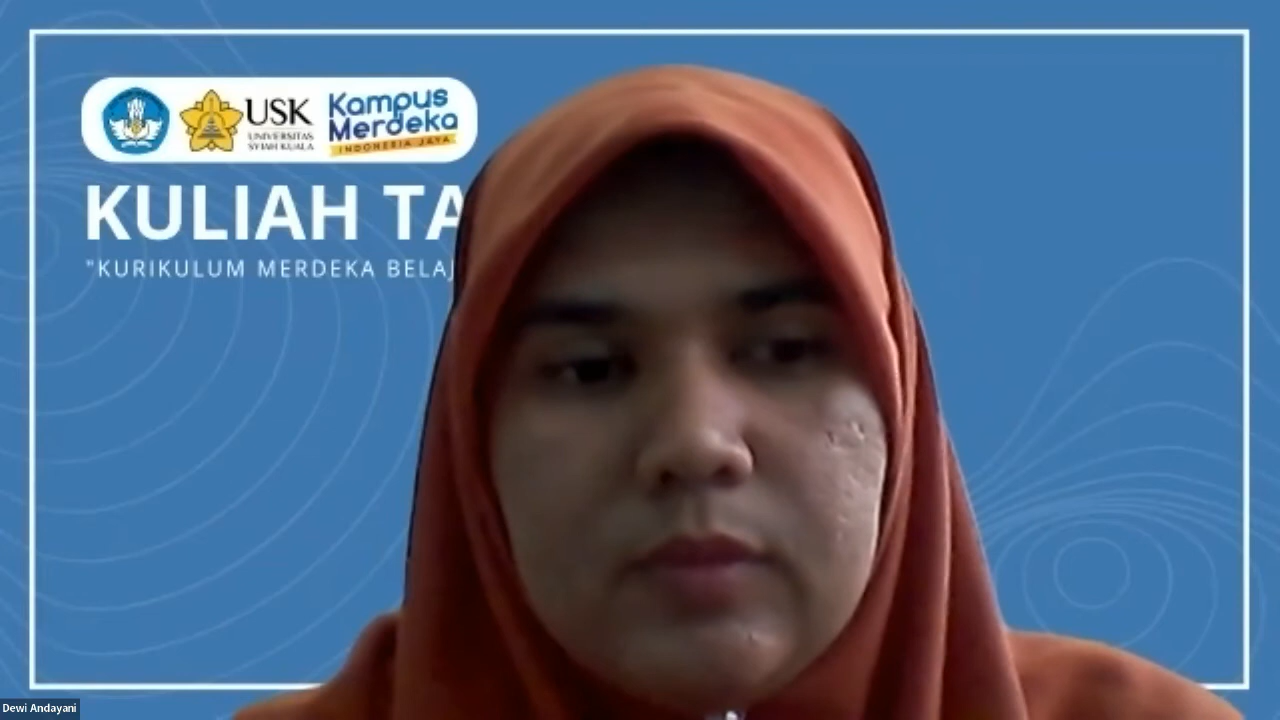 USK
UNIVERSITAS
SYIAH KUALA
Kampus
Merdeka
INDONESIA JAYA
KULIAH TA
"KURIKULUM MERDEKA BELAJ
Dewi Andayani